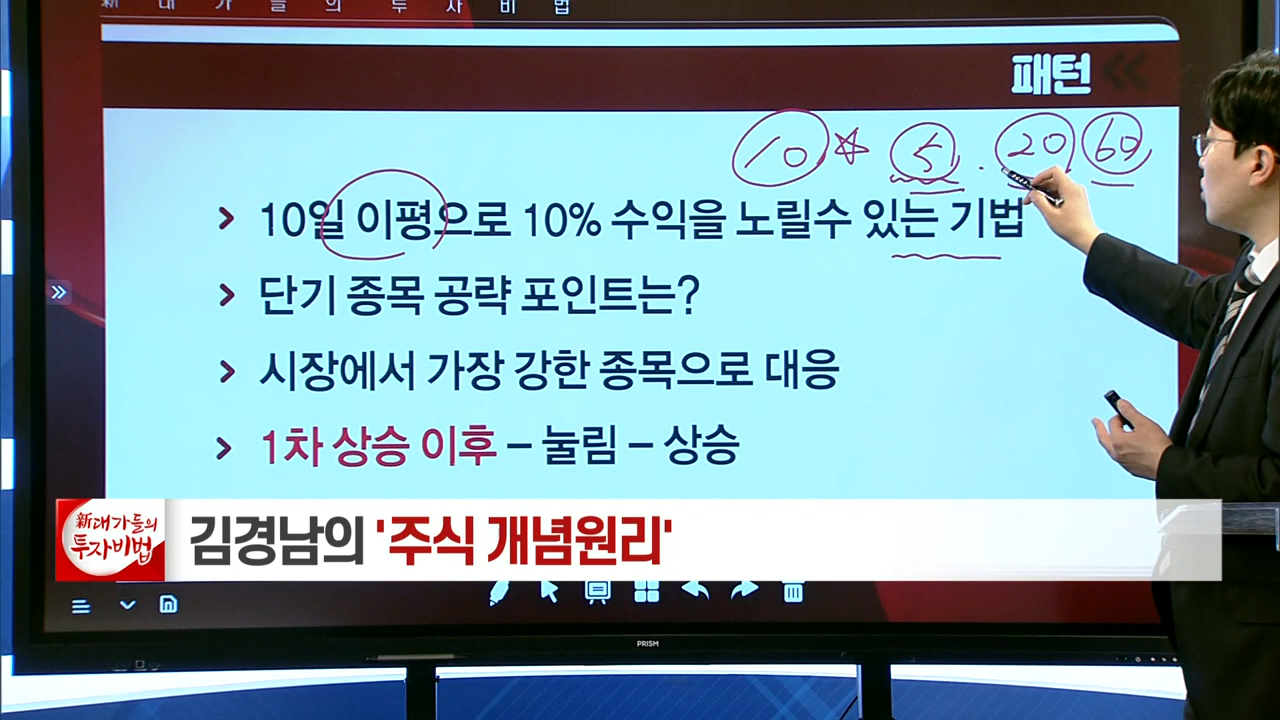 新 대 가 들 의 투 자 비 법
패턴 <<
10 ☆ 5 . 20 60
> 10일 이평으로 10% 수익을 노릴수 있는 기법
> 단기 종목 공략 포인트는?
> 시장에서 가장 강한 종목으로 대응
> 1차 상승 이후 – 눌림 – 상승
新대가들의
투자비법
김경남의 '주식 개념원리'
PRISM